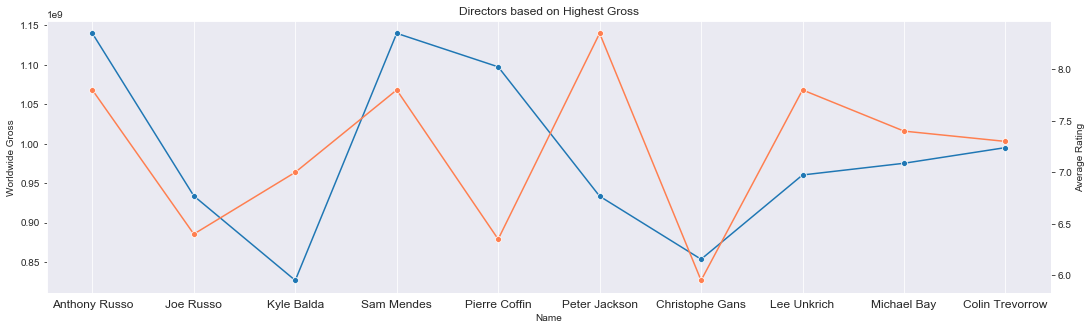 Directors based on Highest Gross
1e9
1.15
1.10
1.05
1.00
0.95
0.90
0.85
Worldwide Gross
8.0
7.5
7.0
6.5
6.0
Average Rating
Anthony Russo Joe Russo Kyle Balda Sam Mendes Pierre Coffin Peter Jackson Christophe Gans Lee Unkrich Michael Bay Colin Trevorrow
Name